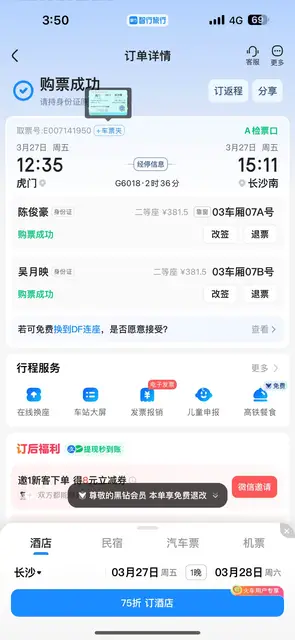 3:50
智行旅行
4G
69
订单详情
客服
更多
购票成功
请持身份证原
订返程
分享
取票号:E007141950
+车票夹
A检票口
3月27日 周五
3月27日 周五
12:35
经停信息
15:11
虎门
G6018·2时36分
长沙南
陈俊豪 身份证
二等座 ¥381.5
靠窗
03车厢07A号
购票成功
改签
退票
吴月映 身份证
二等座 ¥381.5
03车厢07B号
购票成功
改签
退票
若可免费换到DF连座，是否愿意接受?
查看
行程服务
更多
电子发票
免费
在线换座
车站大屏
发票报销
儿童申报
高铁餐食
订后福利
提现秒到账
邀1新客下单 得8元立减券
微信邀请
双方都能
尊敬的黑钻会员 本单享免费退改
酒店
民宿
汽车票
机票
长沙
03月27日 周五
1晚
03月28日 周六
火车用户专享
75折 订酒店